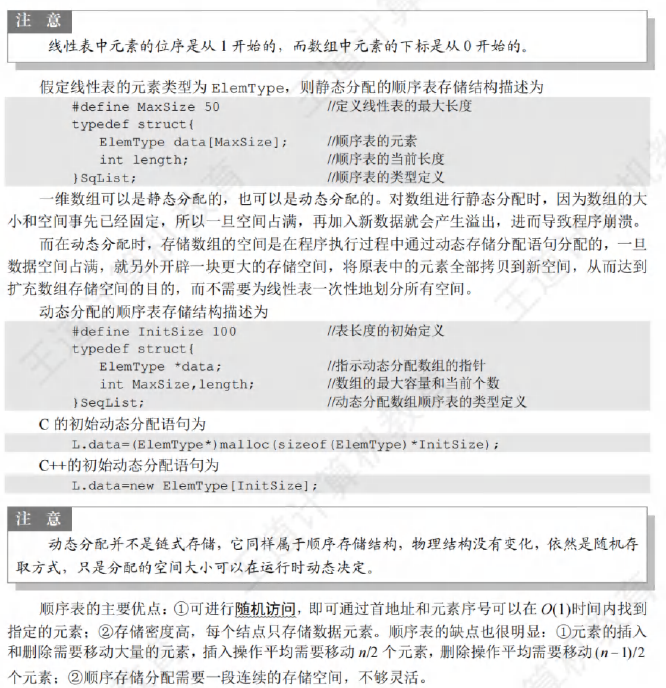 注 意
线性表中元素的位序是从 1 开始的，而数组中元素的下标是从 0 开始的。
假定线性表的元素类型为 ElemType，则静态分配的顺序表存储结构描述为
#define MaxSize 50 //定义线性表的最大长度
typedef struct{
ElemType data[MaxSize]; //顺序表的元素
int length; //顺序表的当前长度
}SqList; //顺序表的类型定义
一维数组可以是静态分配的，也可以是动态分配的。对数组进行静态分配时，因为数组的大
小和空间事先已经固定，所以一旦空间占满，再加入新数据就会产生溢出，进而导致程序崩溃。
而在动态分配时，存储数组的空间是在程序执行过程中通过动态存储分配语句分配的，一旦
数据空间占满，就另外开辟一块更大的存储空间，将原表中的元素全部拷贝到新空间，从而达到
扩充数组存储空间的目的，而不需要为线性表一次性地划分所有空间。
动态分配的顺序表存储结构描述为
#define InitSize 100 //表长度的初始定义
typedef struct{
ElemType *data; //指示动态分配数组的指针
int MaxSize,length; //数组的最大容量和当前个数
}SeqList; //动态分配数组顺序表的类型定义
C 的初始动态分配语句为
L.data=(ElemType*)malloc(sizeof(ElemType)*InitSize);
C++的初始动态分配语句为
L.data=new ElemType[InitSize];
注 意
动态分配并不是链式存储，它同样属于顺序存储结构，物理结构没有变化，依然是随机存
取方式，只是分配的空间大小可以在运行时动态决定。
顺序表的主要优点：①可进行随机访问，即可通过首地址和元素序号可以在 O(1)时间内找到
指定的元素；②存储密度高，每个结点只存储数据元素。顺序表的缺点也很明显：①元素的插入
和删除需要移动大量的元素，插入操作平均需要移动 n/2 个元素，删除操作平均需要移动(n−1)/2
个元素；②顺序存储分配需要一段连续的存储空间，不够灵活。